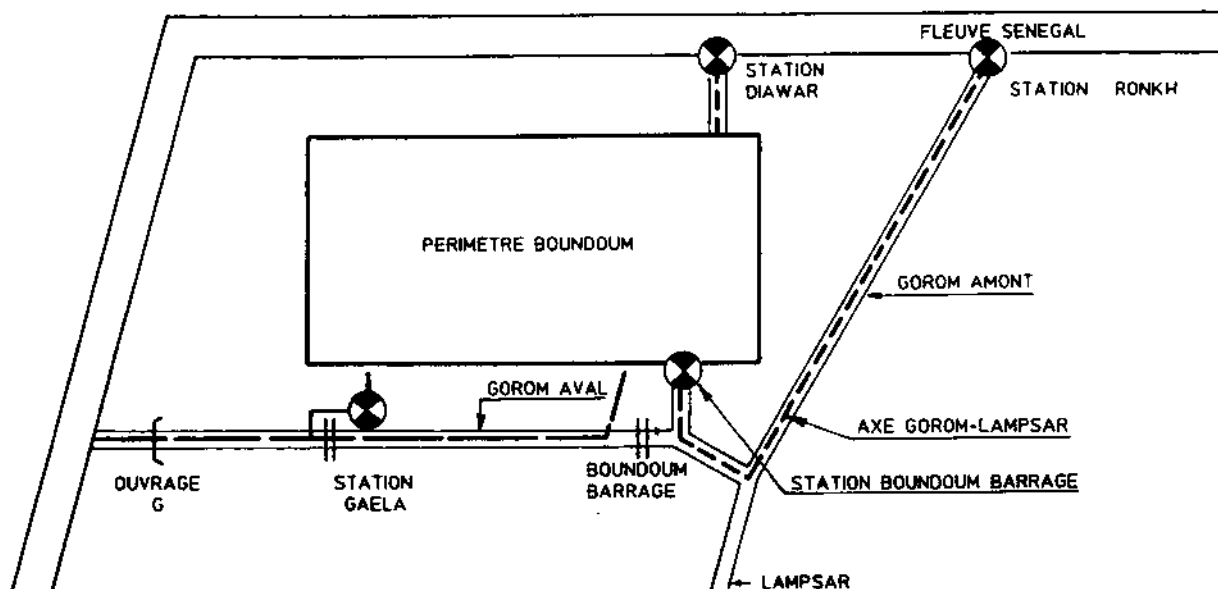 FLEUVE SENEGAL
STATION
DIAWAR
STATION RONKH
PERIMETRE BOUNDOUM
GOROM AMONT
GOROM AVAL
AXE GOROM-LAMPSAR
OUVRAGE
G
STATION
GAELA
BOUNDOUM
BARRAGE
STATION BOUNDOUM BARRAGE
LAMPSAR